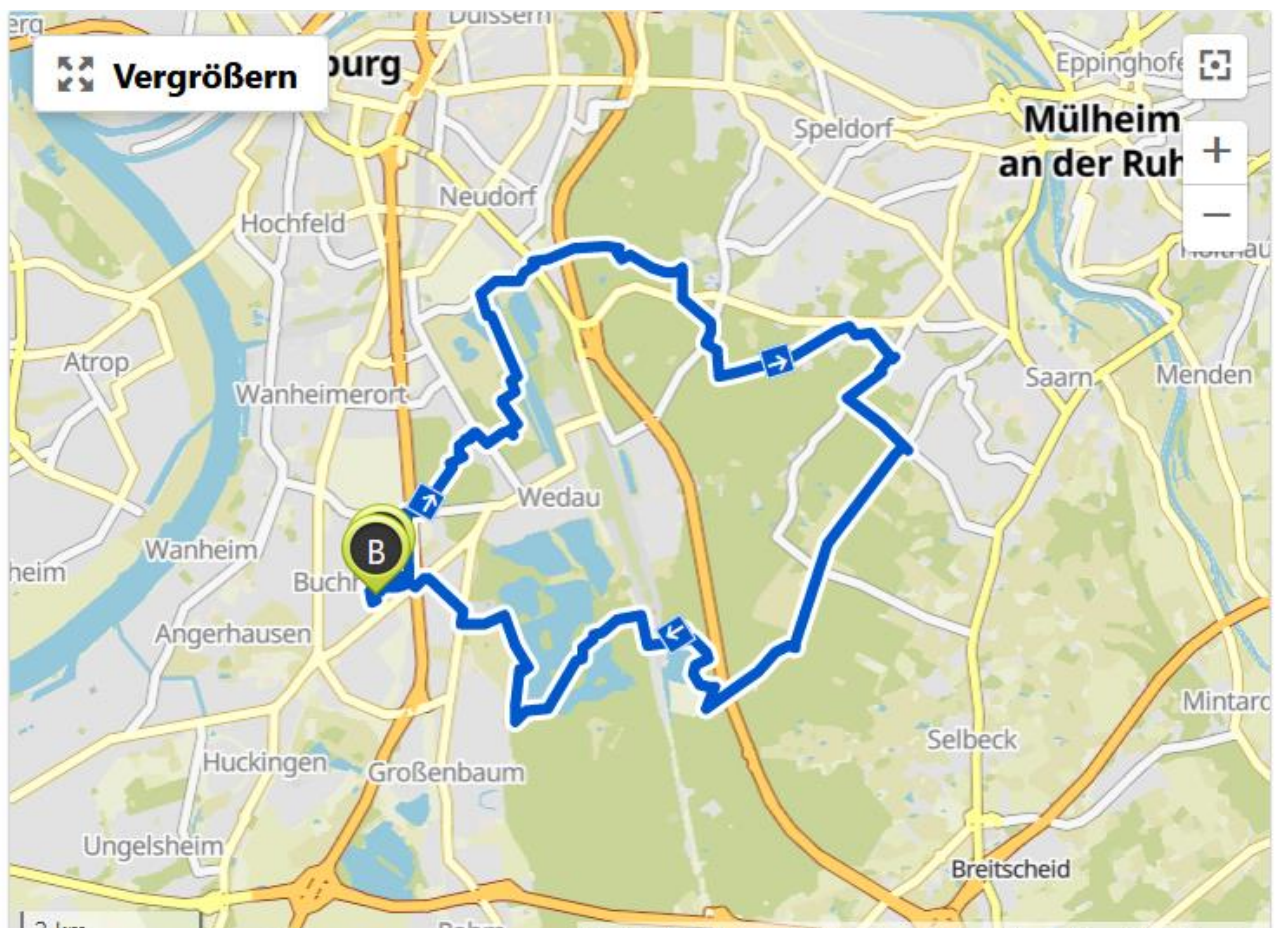 Duissern
Vergrößern
burg
Eppinghofe
Mülheim
an der Ruh
Speldorf
Neudorf
Hochfeld
Atrop
Wanheimerort
Saarn
Menden
Wedau
B
Wanheim
heim
Buchh
Angerhausen
Mintard
Selbeck
Huckingen
Großenbaum
Ungelsheim
Breitscheid